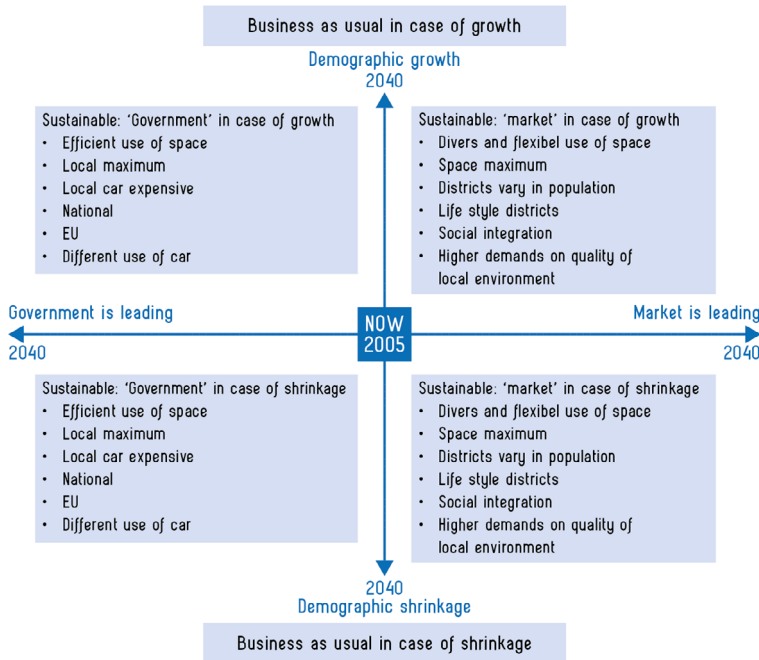 Business as usual in case of growth
Demographic growth
2040
Sustainable: ‘Government’ in case of growth
• Efficient use of space
• Local maximum
• Local car expensive
• National
• EU
• Different use of car
Sustainable: ‘market’ in case of growth
• Divers and flexibel use of space
• Space maximum
• Districts vary in population
• Life style districts
• Social integration
• Higher demands on quality of
local environment
Government is leading
2040
NOW
2005
Market is leading
2040
Sustainable: ‘Government’ in case of shrinkage
• Efficient use of space
• Local maximum
• Local car expensive
• National
• EU
• Different use of car
Sustainable: ‘market’ in case of shrinkage
• Divers and flexibel use of space
• Space maximum
• Districts vary in population
• Life style districts
• Social integration
• Higher demands on quality of
local environment
2040
Demographic shrinkage
Business as usual in case of shrinkage